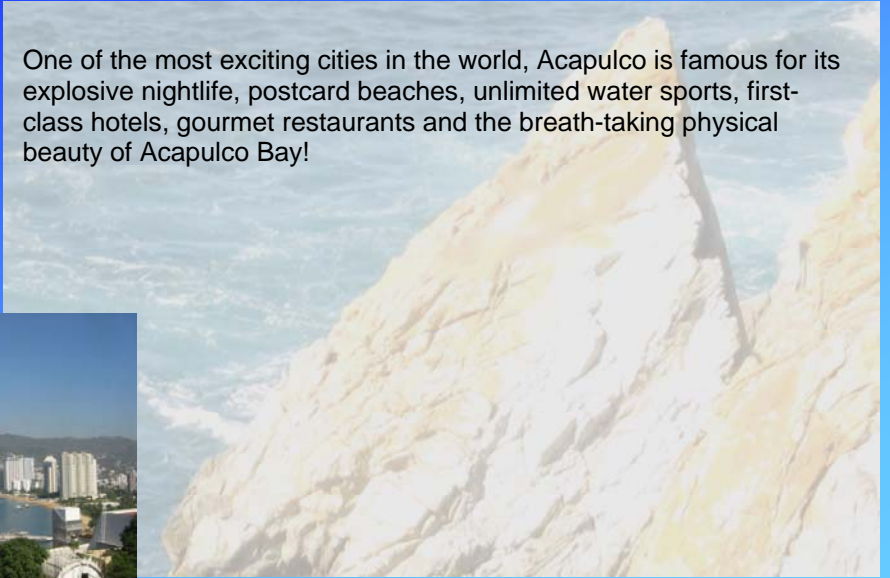 One of the most exciting cities in the world, Acapulco is famous for its
explosive nightlife, postcard beaches, unlimited water sports, first-
class hotels, gourmet restaurants and the breath-taking physical
beauty of Acapulco Bay!